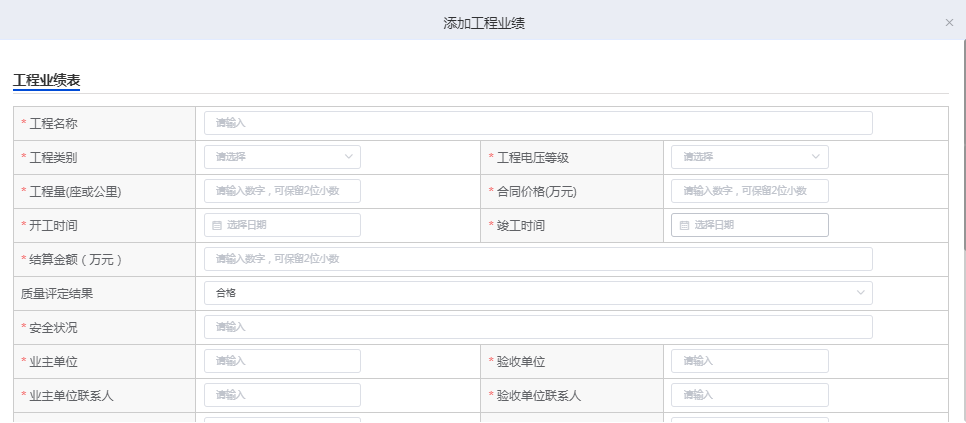 添加工程业绩
工程业绩表
* 工程名称 请输入
* 工程类别 请选择 * 工程电压等级 请选择
* 工程量(座或公里) 请输入数字，可保留2位小数 * 合同价格(万元) 请输入数字，可保留2位小数
* 开工时间 选择日期 * 竣工时间 选择日期
* 结算金额（万元） 请输入数字，可保留2位小数
质量评定结果 合格
* 安全状况 请输入
* 业主单位 请输入 * 验收单位 请输入
* 业主单位联系人 请输入 * 验收单位联系人 请输入